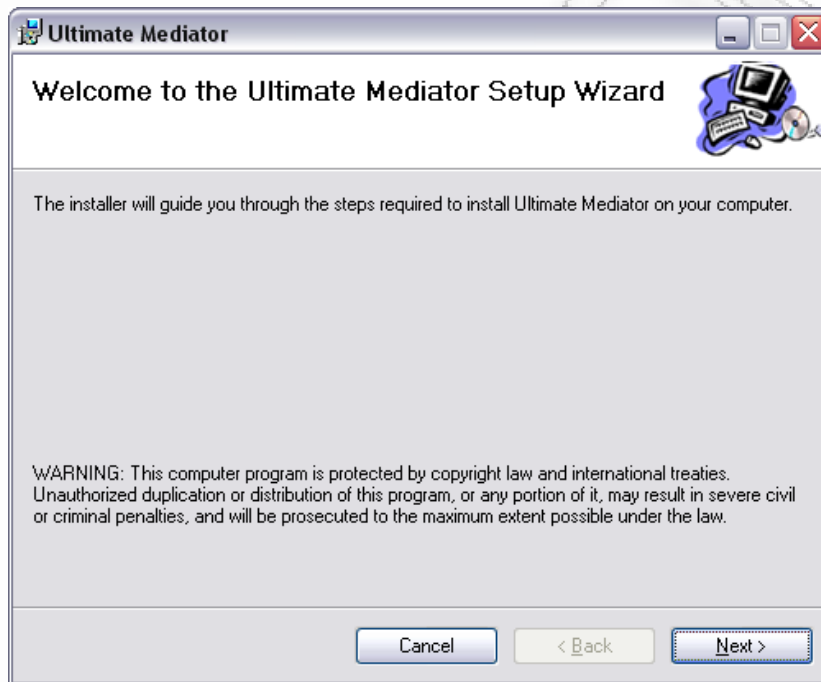 Ultimate Mediator
Welcome to the Ultimate Mediator Setup Wizard
The installer will guide you through the steps required to install Ultimate Mediator on your computer.
WARNING: This computer program is protected by copyright law and international treaties.
Unauthorized duplication or distribution of this program, or any portion of it, may result in severe civil
or criminal penalties, and will be prosecuted to the maximum extent possible under the law.
Cancel
< Back
Next >